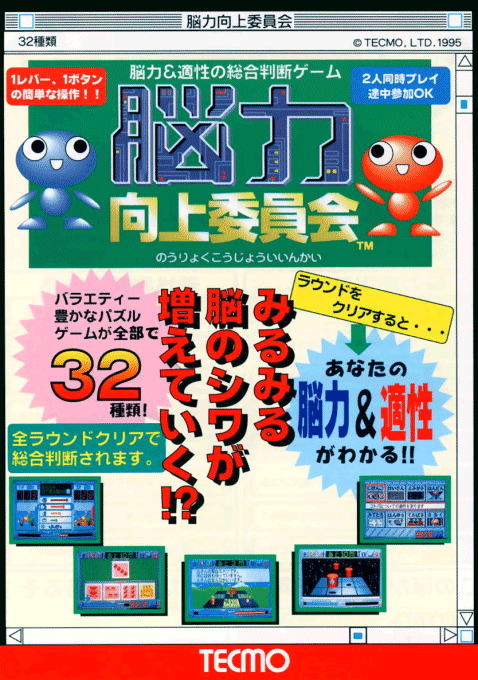 脳力向上委員会
32種類
© TECMO, LTD. 1995
1レバー、1ボタン
の簡単な操作！！
脳力&適性の総合判断ゲーム
2人同時プレイ
途中参加OK
脳力
向上委員会
TM
のうりょくこうじょういいんかい
バラエティー
豊かなパズル
ゲームが全部で
32
種類!
みるみる
脳のシワが
増えていく!?
ラウンドを
クリアすると・・・
あなたの
脳力&適性
がわかる!!
全ラウンドクリアで
総合判断されます。
TECMO